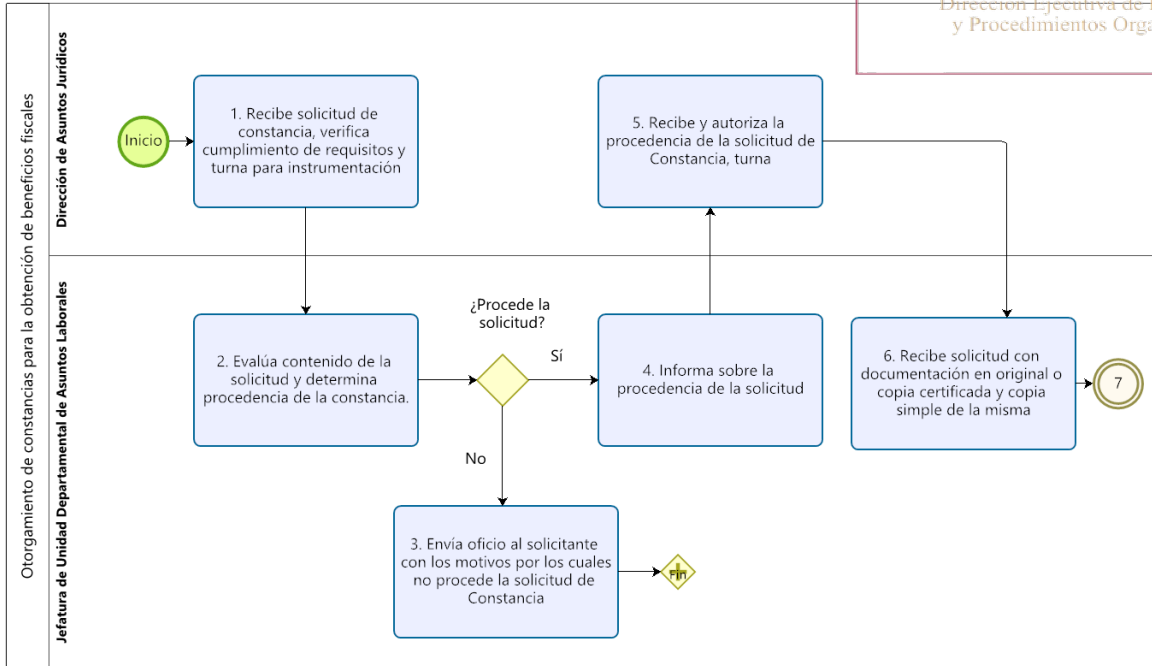 Dirección Ejecutiva de
y Procedimientos
Otorgamiento de constancias para la obtención de beneficios fiscales
Dirección de Asuntos Jurídicos
Inicio
1. Recibe solicitud de
constancia, verifica
cumplimiento de requisitos y
turna para instrumentación
5. Recibe y autoriza la
procedencia de la solicitud de
Constancia, turna
Jefatura de Unidad Departamental de Asuntos Laborales
2. Evalúa contenido de la
solicitud y determina
procedencia de la constancia.
¿Procede la
solicitud?
Sí
No
4. Informa sobre la
procedencia de la solicitud
6. Recibe solicitud con
documentación en original o
copia certificada y copia
simple de la misma
7
3. Envía oficio al solicitante
con los motivos por los cuales
no procede la solicitud de
Constancia
Fin